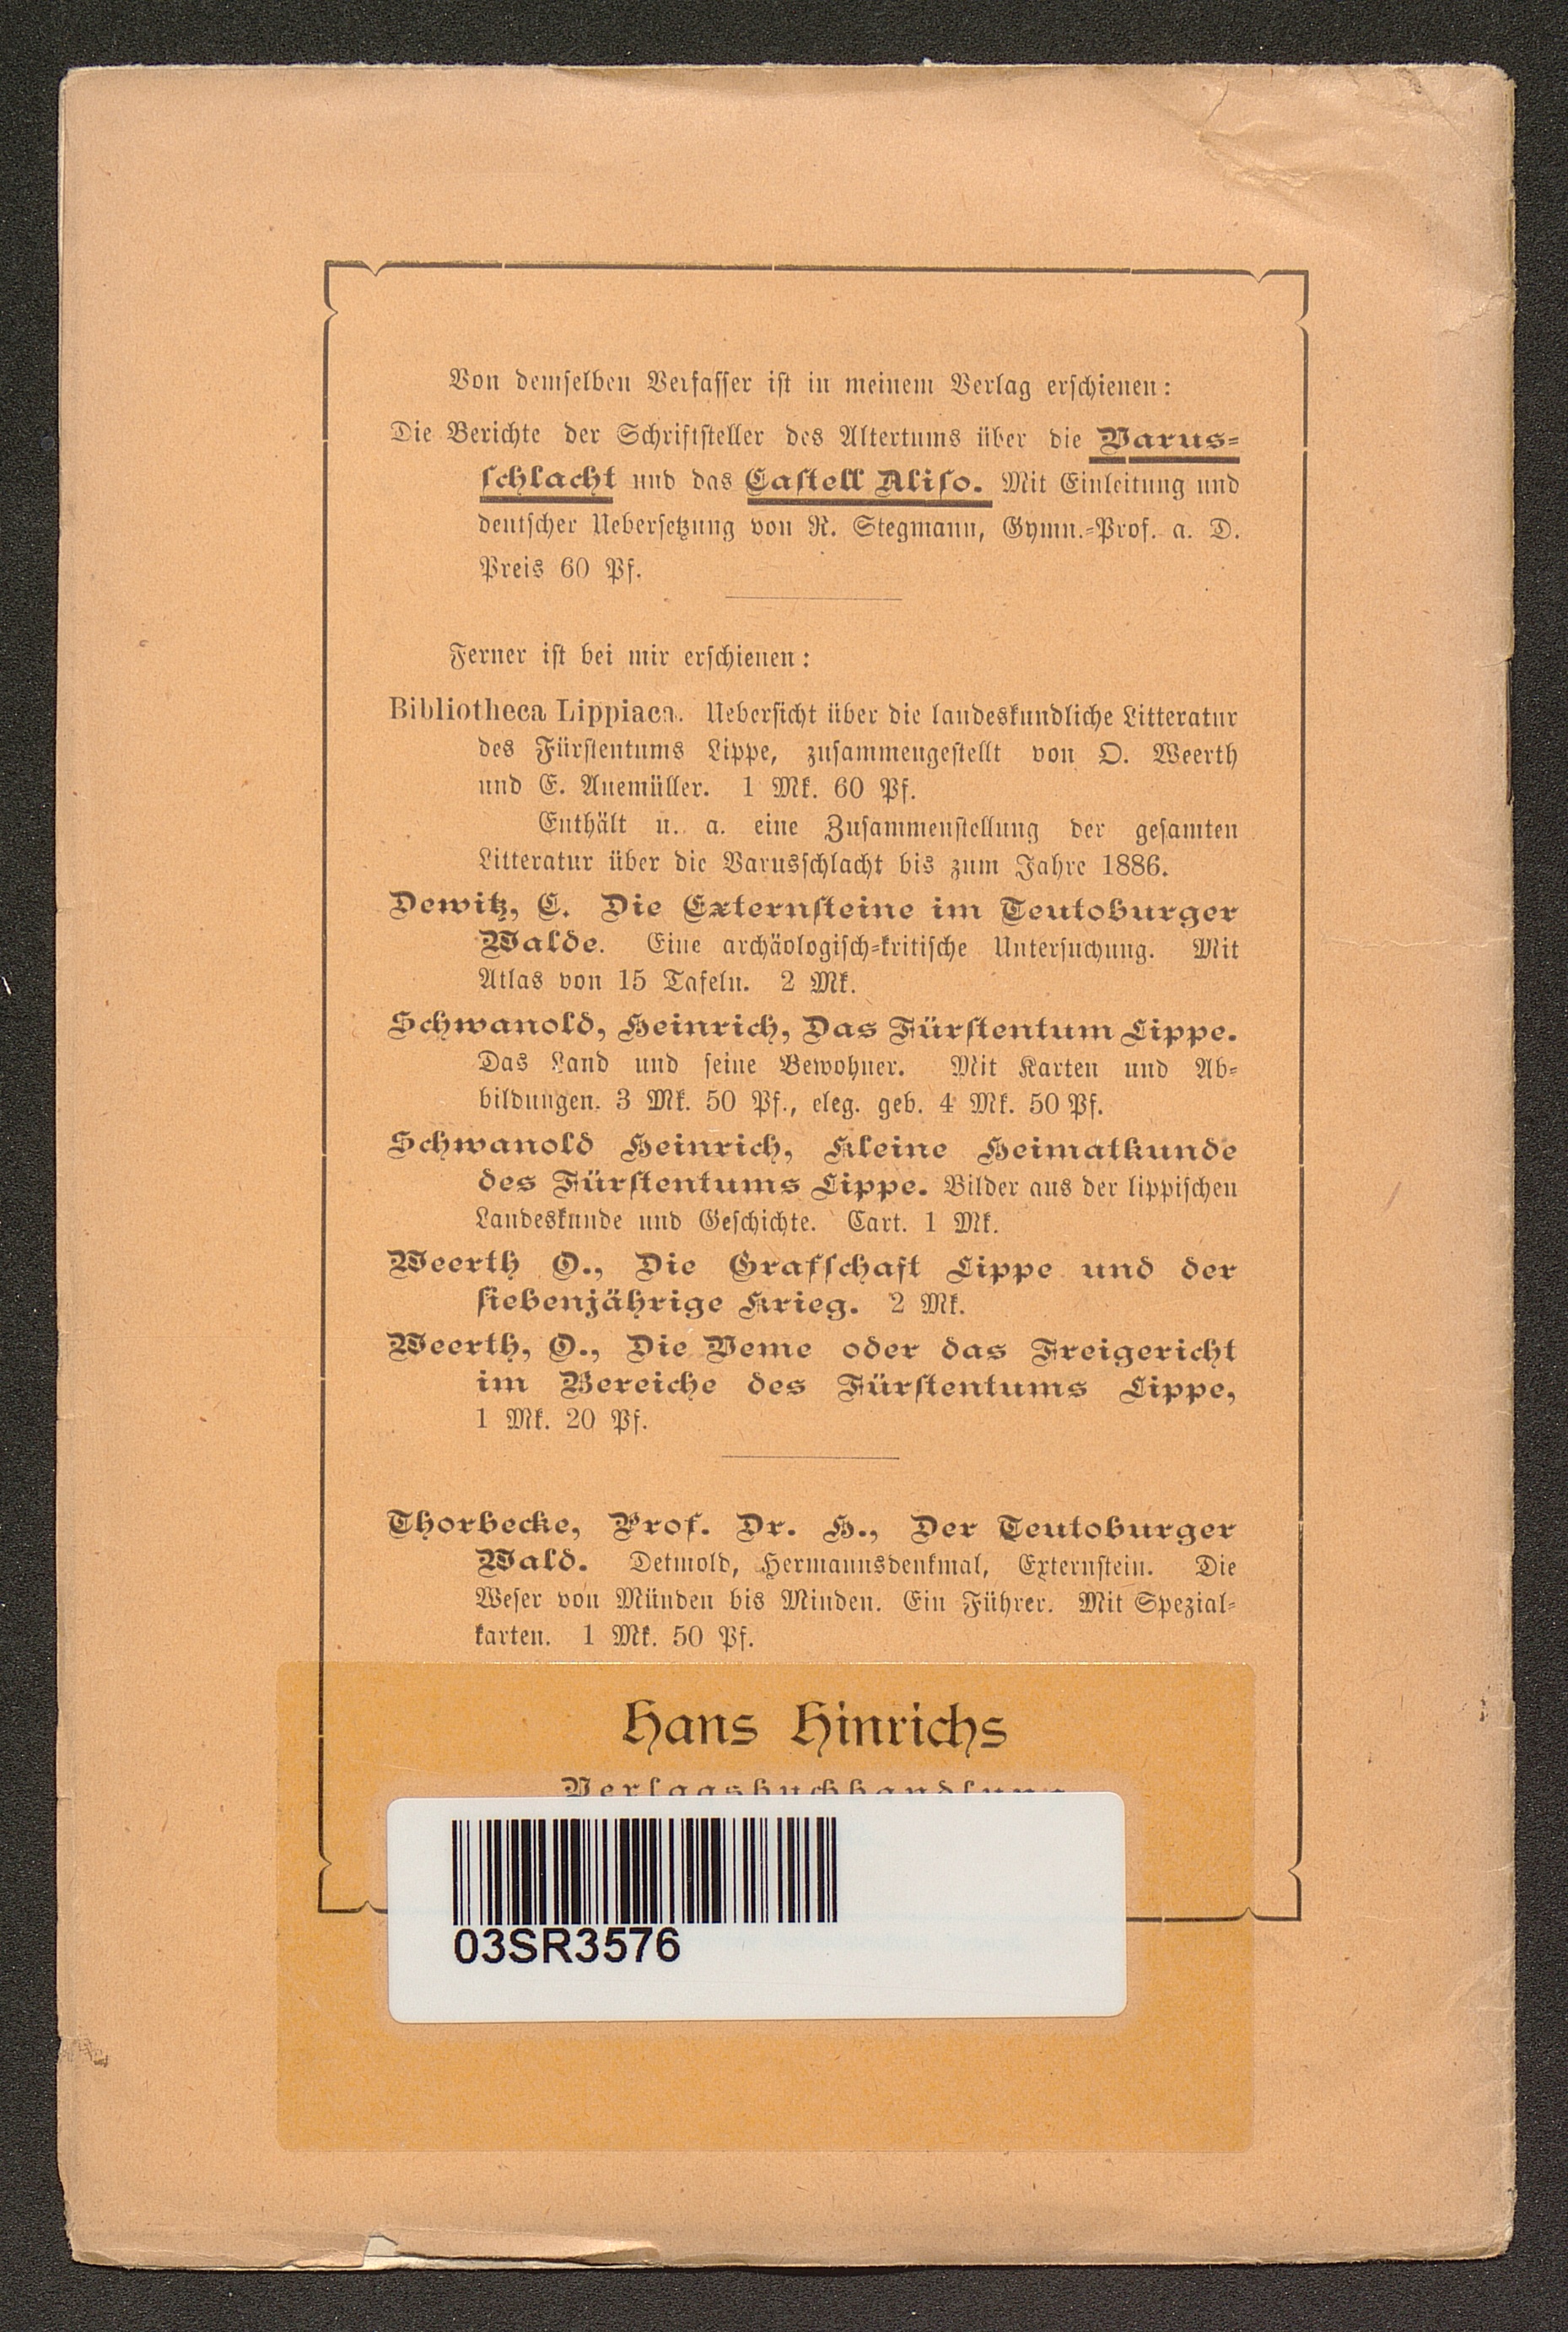 Von demselben Verfasser ist in meinem Verlag erschienen:
Die Berichte der Schriftsteller des Altertums über die Varus-
schlacht und das Castell Aliso. Mit Einleitung und
deutscher Uebersetzung von R. Stegmann, Gymn.-Prof. a. D.
Preis 60 Pf.
Ferner ist bei mir erschienen:
Bibliotheca Lippiaca. Uebersicht über die landeskundliche Litteratur
des Fürstentums Lippe, zusammengestellt von O. Weerth
und E. Anemüller. 1 Mk. 60 Pf.
Enthält u. a. eine Zusammenstellung der gesamten
Litteratur über die Varusschlacht bis zum Jahre 1886.
Dewitz, C. Die Externsteine im Teutoburger
Walde. Eine archäologisch-kritische Untersuchung. Mit
Atlas von 15 Tafeln. 2 Mk.
Schwanold, Heinrich, Das Fürstentum Lippe.
Das Land und seine Bewohner. Mit Karten und Ab-
bildungen. 3 Mk. 50 Pf., eleg. geb. 4 Mk. 50 Pf.
Schwanold Heinrich, Kleine Heimatkunde
des Fürstentums Lippe. Bilder aus der lippischen
Landeskunde und Geschichte. Cart. 1 Mk.
Weerth O., Die Grafschaft Lippe und der
siebenjährige Krieg. 2 Mk.
Weerth, O., Die Veme oder das Freigericht
im Bereiche des Fürstentums Lippe,
1 Mk. 20 Pf.
Thorbecke, Prof. Dr. H., Der Teutoburger
Wald. Detmold, Hermannsdenkmal, Externstein. Die
Weser von Münden bis Minden. Ein Führer. Mit Spezial-
karten. 1 Mk. 50 Pf.
Hans Hinrichs
Verlagsbuchhandlung
03SR3576